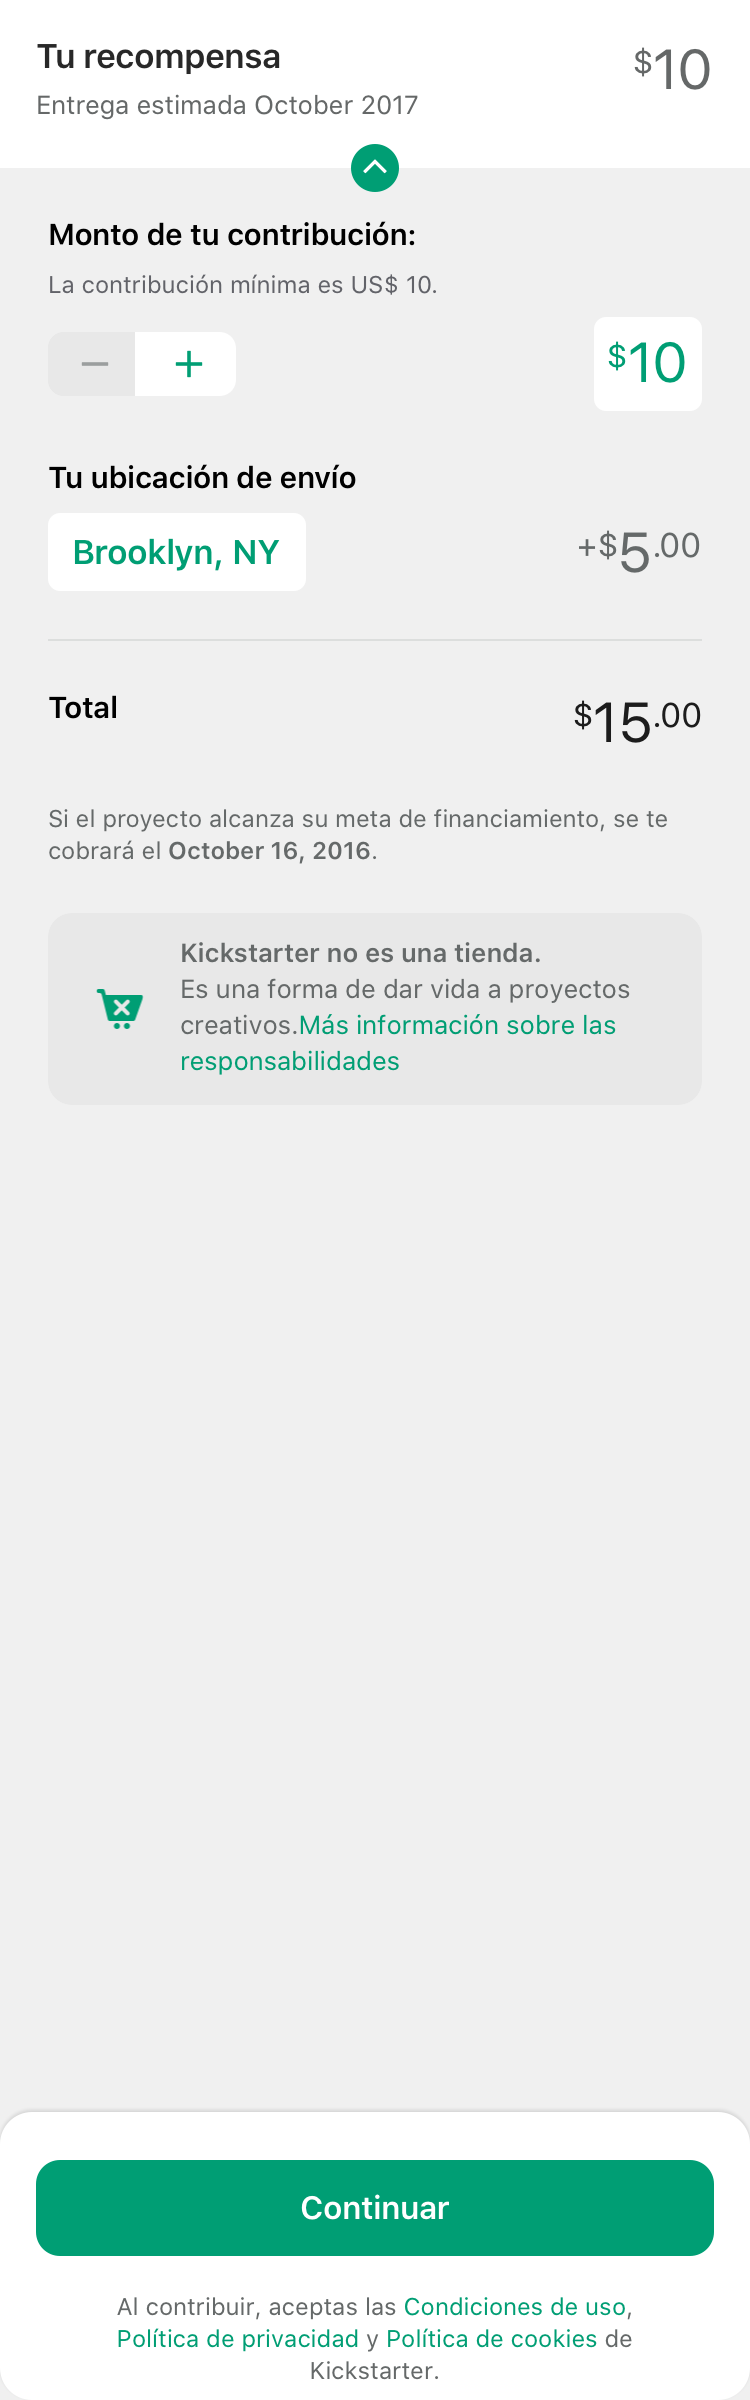 Tu recompensa
$10
Entrega estimada October 2017
Monto de tu contribución:
La contribución mínima es US$ 10.
$10
Tu ubicación de envío
Brooklyn, NY
+$5.00
Total
$15.00
Si el proyecto alcanza su meta de financiamiento, se te
cobrará el October 16, 2016.
Kickstarter no es una tienda.
Es una forma de dar vida a proyectos
creativos.Más información sobre las
responsabilidades
Continuar
Al contribuir, aceptas las Condiciones de uso,
Política de privacidad y Política de cookies de
Kickstarter.